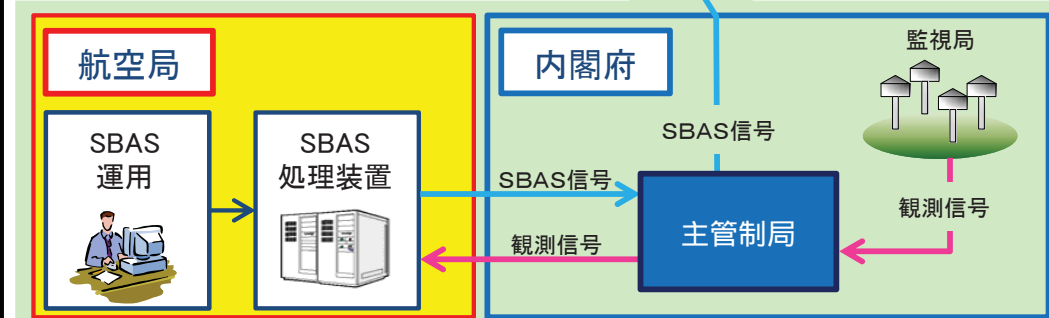 航空局
SBAS
運用
SBAS
処理装置
SBAS信号
観測信号
内閣府
SBAS信号
主管制局
監視局
観測信号